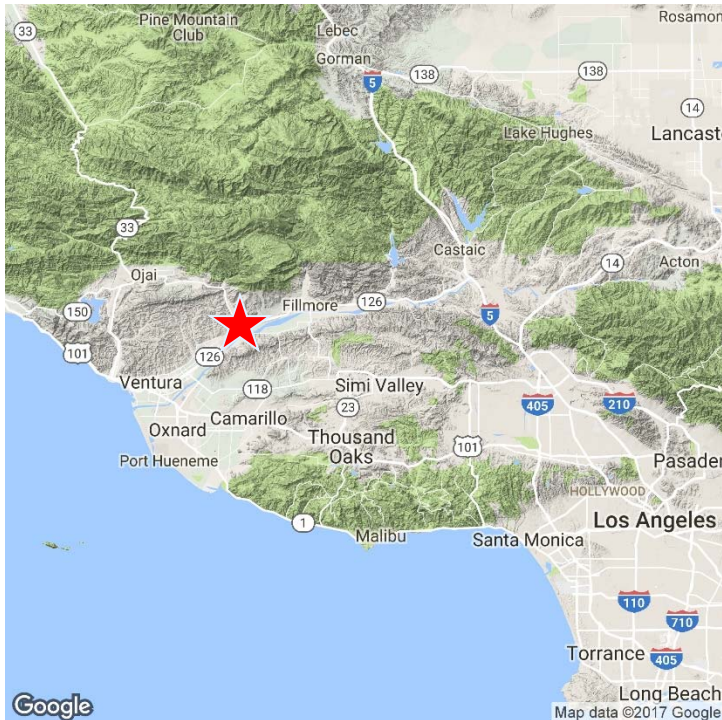 33
Pine Mountain
Club
Lebec
Gorman
Rosamon
138
5
138
14
Lake Hughes
Lancast
33
Castaic
14
Acton
Ojai
150
Fillmore
126
5
101
126
Ventura
118
Simi Valley
405
210
23
Camarillo
Oxnard
Thousand
Oaks
101
Pasader
Port Hueneme
HOLLYWOOD
1
Malibu
Santa Monica
Los Angeles
110
710
Torrance
405
Long Beach
Google
Map data ©2017 Google